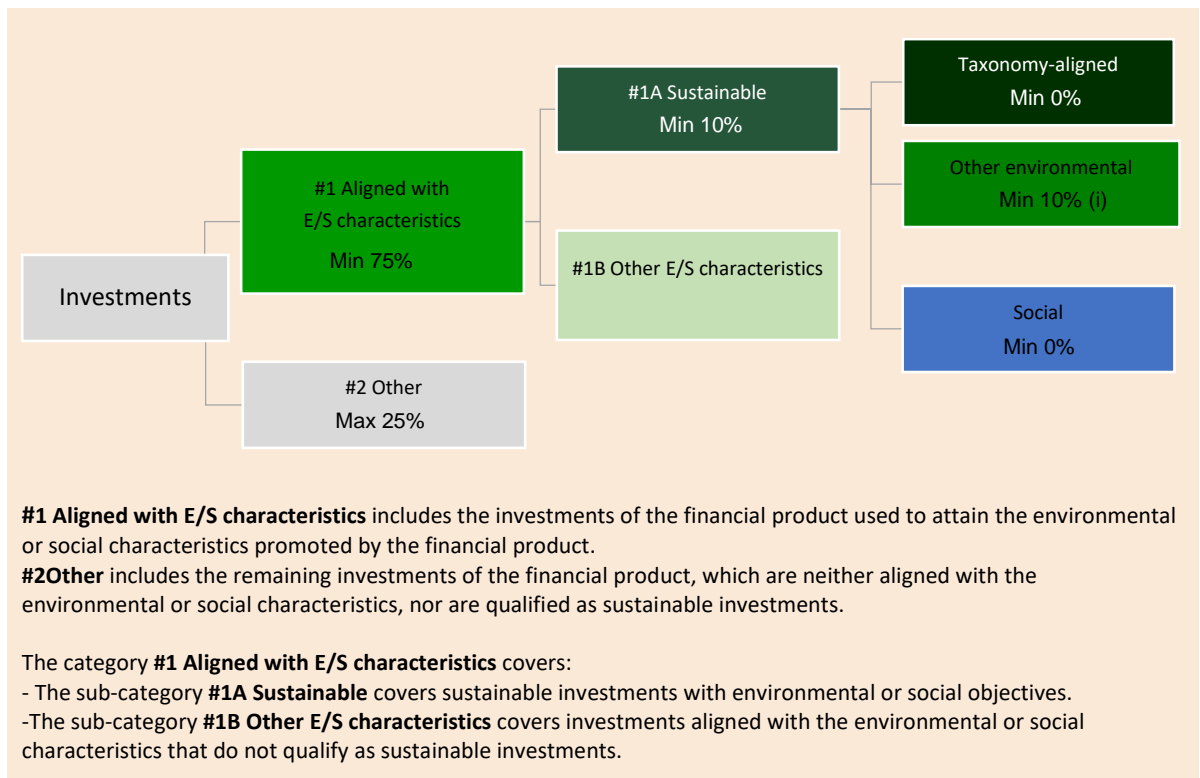 Investments
#1 Aligned with
E/S characteristics
Min 75%
#2 Other
Max 25%
#1A Sustainable
Min 10%
#1B Other E/S characteristics
Taxonomy-aligned
Min 0%
Other environmental
Min 10% (i)
Social
Min 0%
#1 Aligned with E/S characteristics includes the investments of the financial product used to attain the environmental
or social characteristics promoted by the financial product.
#2Other includes the remaining investments of the financial product, which are neither aligned with the
environmental or social characteristics, nor are qualified as sustainable investments.
The category #1 Aligned with E/S characteristics covers:
- The sub-category #1A Sustainable covers sustainable investments with environmental or social objectives.
-The sub-category #1B Other E/S characteristics covers investments aligned with the environmental or social
characteristics that do not qualify as sustainable investments.